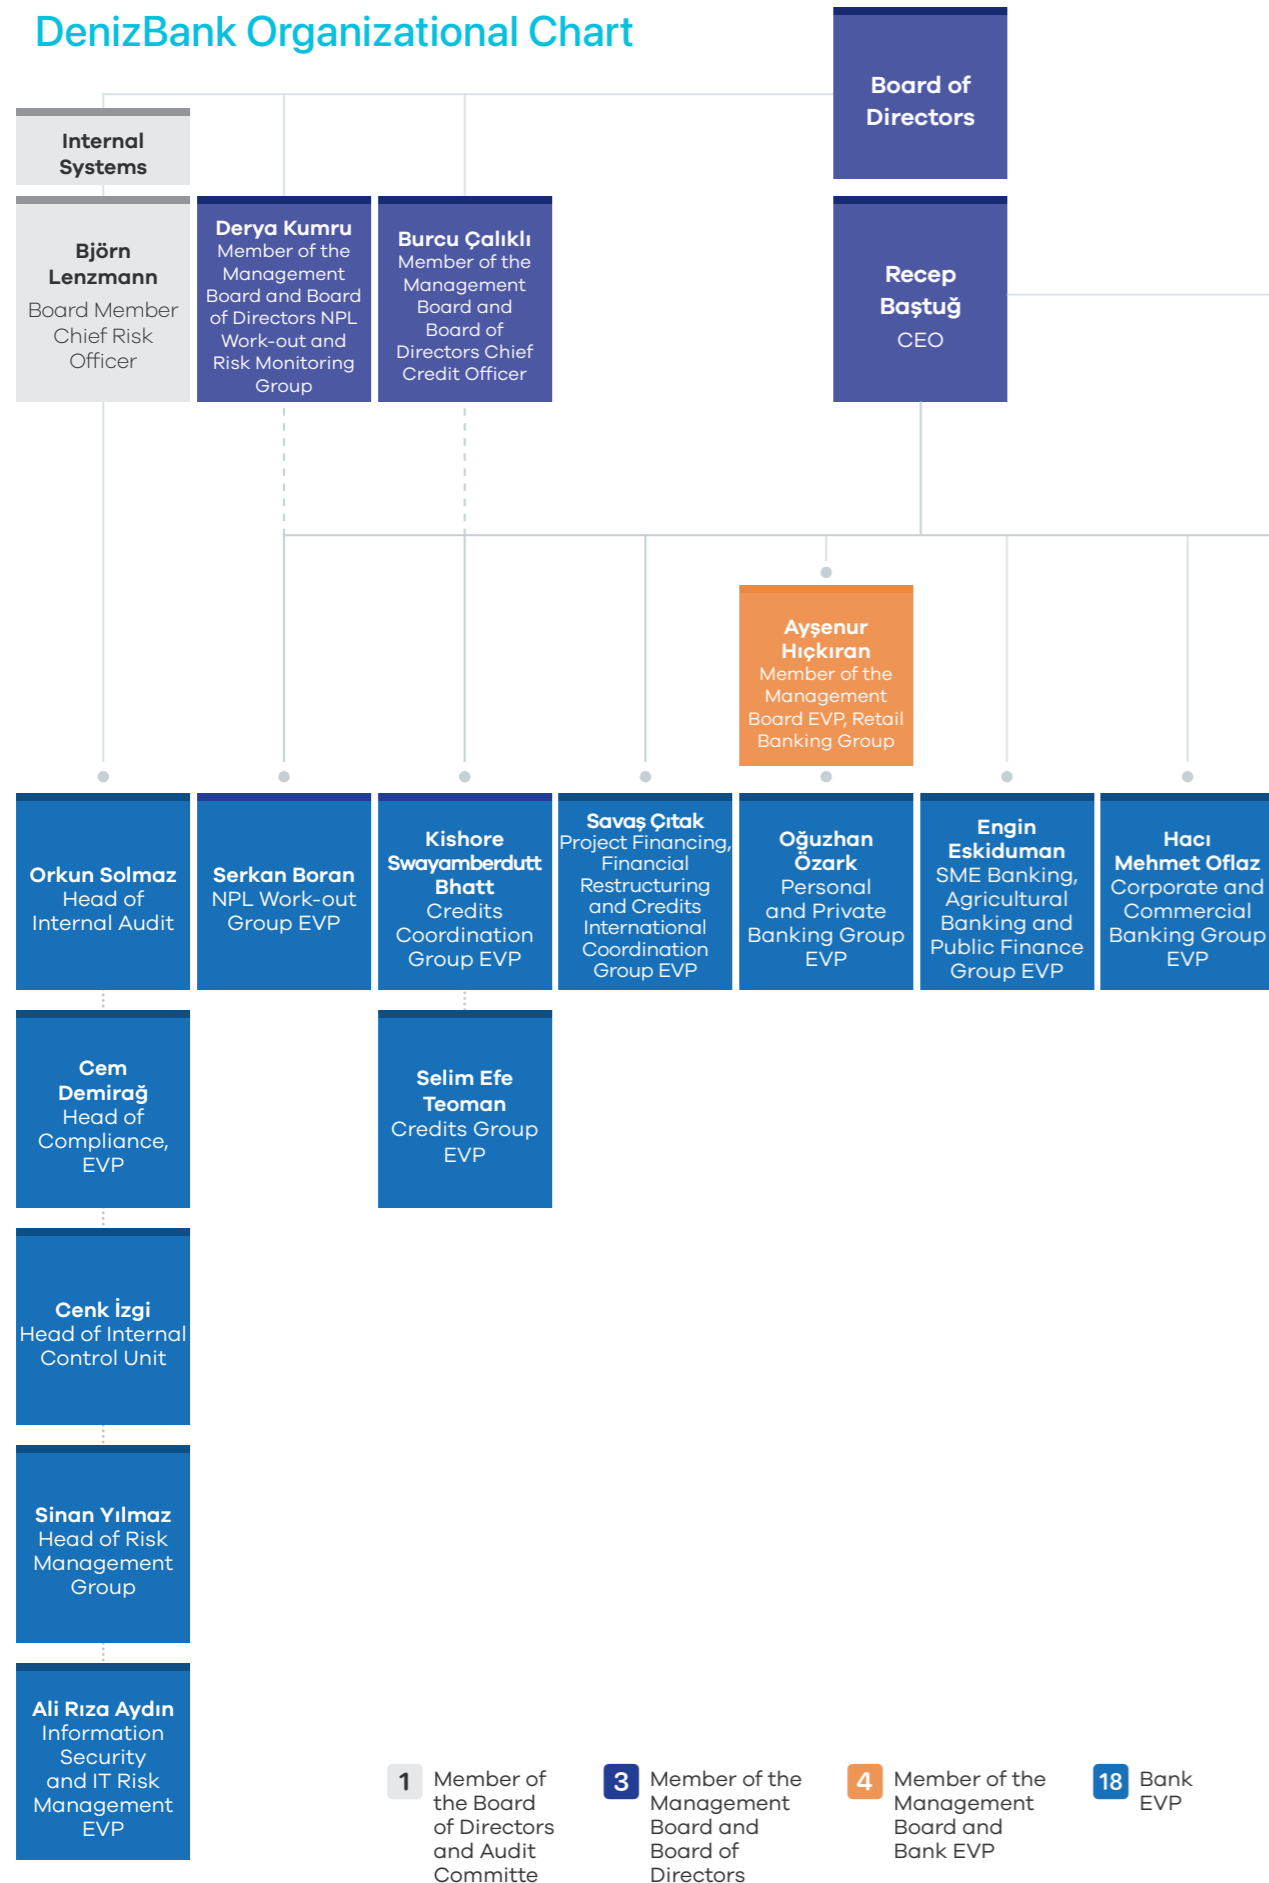 DenizBank Organizational Chart
Board of
Directors
Internal
Systems
Björn
Lenzmann
Board Member
Chief Risk
Officer
Derya Kumru
Member of the
Management
Board and Board
of Directors NPL
Work-out and
Risk Monitoring
Group
Burcu Çalıklı
Member of the
Management
Board and
Board of
Directors Chief
Credit Officer
Recep
Baştuğ
CEO
Ayşenur
Hıçkıran
Member of the
Management
Board EVP, Retail
Banking Group
Orkun Solmaz
Head of
Internal Audit
Serkan Boran
NPL Work-out
Group EVP
Kishore
Swayamberdutt
Bhatt
Credits
Coordination
Group EVP
Savaş Çıtak
Project Financing,
Financial
Restructuring
and Credits
International
Coordination
Group EVP
Oğuzhan
Özark
Personal
and Private
Banking Group
EVP
Engin
Eskiduman
SME Banking,
Agricultural
Banking and
Public Finance
Group EVP
Hacı
Mehmet Oflaz
Corporate and
Commercial
Banking Group
EVP
Cem
Demirağ
Head of
Compliance,
EVP
Selim Efe
Teoman
Credits Group
EVP
Cenk İzgi
Head of Internal
Control Unit
Sinan Yılmaz
Head of Risk
Management
Group
Ali Rıza Aydın
Information
Security
and IT Risk
Management
EVP
1 Member of
the Board
of Directors
and Audit
Committe
3 Member of the
Management
Board and
Board of
Directors
4 Member of the
Management
Board and
Bank EVP
18 Bank
EVP